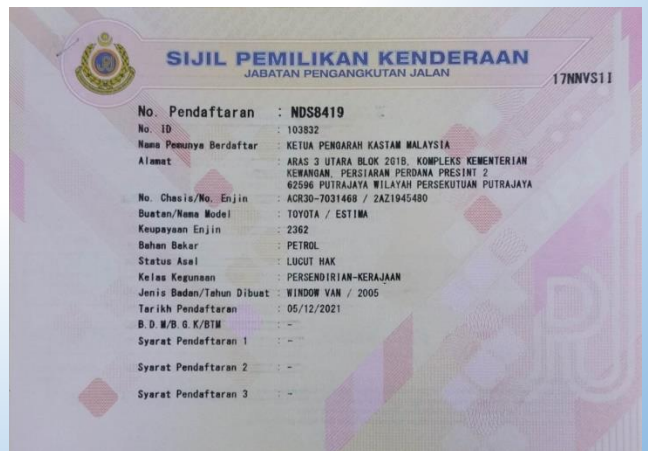 SIJIL PEMILIKAN KENDERAAN
JABATAN PENGANGKUTAN JALAN
17NNVS11
No. Pendaftaran : NDS8419
No. ID : 103832
Nama Pemunya Berdaftar : KETUA PENGARAH KASTAM MALAYSIA
Alamat : ARAS 3 UTARA BLOK 2G1B, KOMPLEKS KEMENTERIAN
KEWANGAN, PERSIARAN PERDANA PRESINT 2
62596 PUTRAJAYA WILAYAH PERSEKUTUAN PUTRAJAYA
No. Chasis/No. Enjin : ACR30-7031468 / 2AZ1945480
Buatan/Nama Model : TOYOTA / ESTIMA
Keupayaan Enjin : 2362
Bahan Bakar : PETROL
Status Asal : LUCUT HAK
Kelas Kegunaan : PERSENDIRIAN-KERAJAAN
Jenis Badan/Tahun Dibuat : WINDOW VAN / 2005
Tarikh Pendaftaran : 05/12/2021
B.D.M/B.G.K/BTM : -
Syarat Pendaftaran 1 : -
Syarat Pendaftaran 2 : -
Syarat Pendaftaran 3 : -